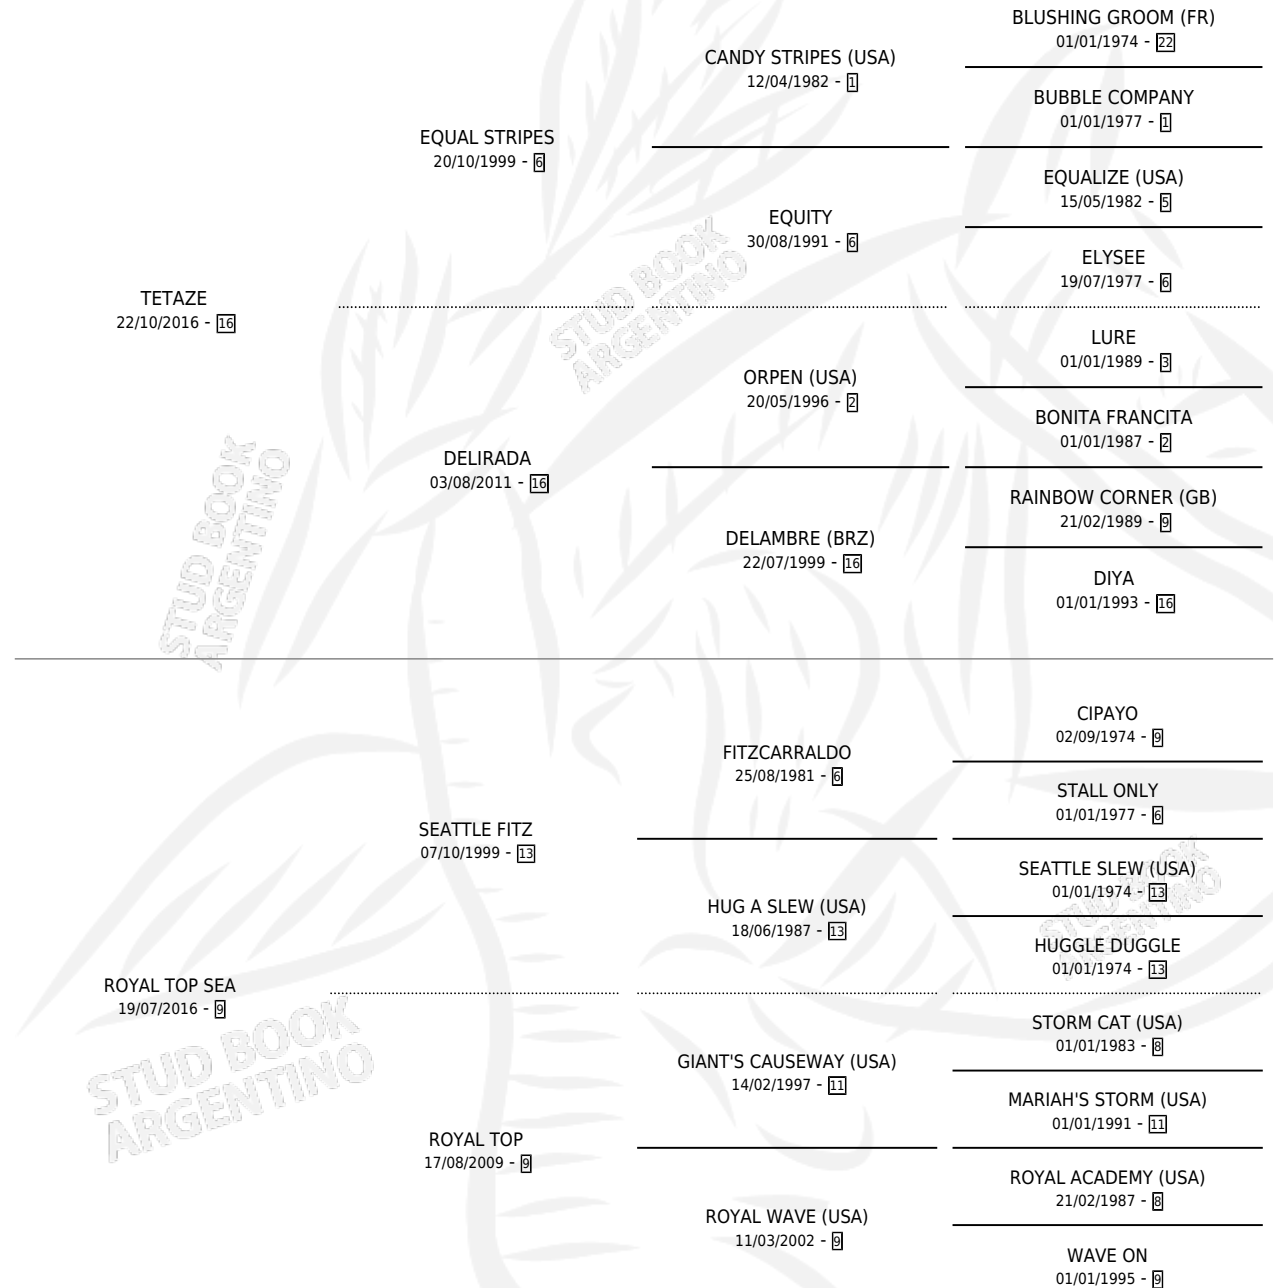 BLUSHING GROOM (FR)
01/01/1974 - 22
CANDY STRIPES (USA)
12/04/1982 - 1
BUBBLE COMPANY
01/01/1977 - 1
EQUAL STRIPES
20/10/1999 - 6
EQUALIZE (USA)
15/05/1982 - 5
EQUITY
30/08/1991 - 6
ELYSEE
19/07/1977 - 6
TETAZE
22/10/2016 - 16
LURE
01/01/1989 - 3
ORPEN (USA)
20/05/1996 - 2
BONITA FRANCITA
01/01/1987 - 2
DELIRADA
03/08/2011 - 16
RAINBOW CORNER (GB)
21/02/1989 - 9
DELAMBRE (BRZ)
22/07/1999 - 16
DIYA
01/01/1993 - 16
CIPAYO
02/09/1974 - 9
FITZCARRALDO
25/08/1981 - 6
STALL ONLY
01/01/1977 - 6
SEATTLE FITZ
07/10/1999 - 13
SEATTLE SLEW (USA)
01/01/1974 - 13
HUG A SLEW (USA)
18/06/1987 - 13
HUGGLE DUGGLE
01/01/1974 - 13
ROYAL TOP SEA
19/07/2016 - 9
STORM CAT (USA)
01/01/1983 - 8
GIANT'S CAUSEWAY (USA)
14/02/1997 - 11
MARIAH'S STORM (USA)
01/01/1991 - 11
ROYAL TOP
17/08/2009 - 9
ROYAL ACADEMY (USA)
21/02/1987 - 8
ROYAL WAVE (USA)
11/03/2002 - 9
WAVE ON
01/01/1995 - 9
STUD BOOK
ARGENTINO
STUD BOOK
ARGENTINO
STUD BOOK
ARGENTINO
STUD BOOK
ARGENTINO